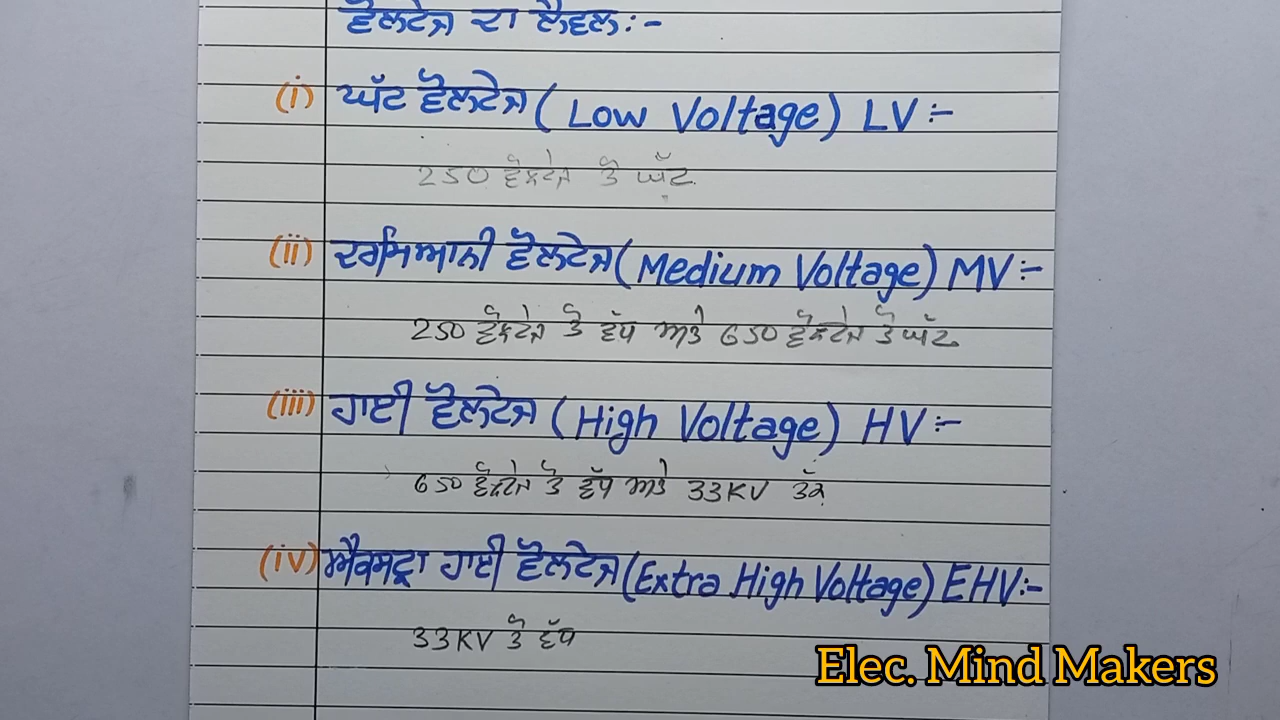 ਵੋਲਟੇਜ ਦਾ ਲੈਵਲ:-
(i) ਘੱਟ ਵੋਲਟੇਜ (Low Voltage) LV:-
250 ਵੋਲਟੇਜ ਤੋਂ ਘੱਟ
(ii) ਦਰਮਿਆਨੀ ਵੋਲਟੇਜ (Medium Voltage) MV:-
250 ਵੋਲਟੇਜ ਤੋਂ ਵੱਧ ਅਤੇ 650 ਵੋਲਟੇਜ ਤੋਂ ਘੱਟ
(iii) ਹਾਈ ਵੋਲਟੇਜ (High Voltage) HV:-
650 ਵੋਲਟੇਜ ਤੋਂ ਵੱਧ ਅਤੇ 33KV ਤੱਕ
(iv) ਐਕਸਟ੍ਰਾ ਹਾਈ ਵੋਲਟੇਜ (Extra High Voltage) EHV:-
33KV ਤੋਂ ਵੱਧ
Elec. Mind Makers